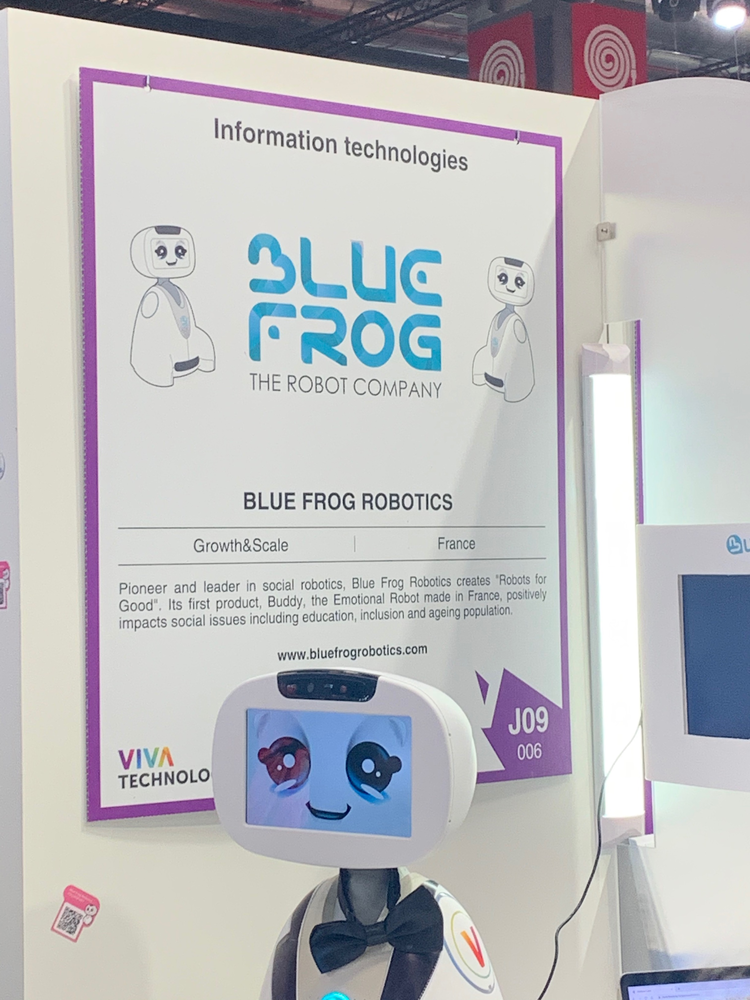 Information technologies
BLUE
FROG
THE ROBOT COMPANY
BLUE FROG ROBOTICS
Growth&Scale | France
Pioneer and leader in social robotics, Blue Frog Robotics creates "Robots for
Good". Its first product, Buddy, the Emotional Robot made in France, positively
impacts social issues including education, inclusion and ageing population.
www.bluefrogrobotics.com
J09
006
VIVA
TECHNOLO
V